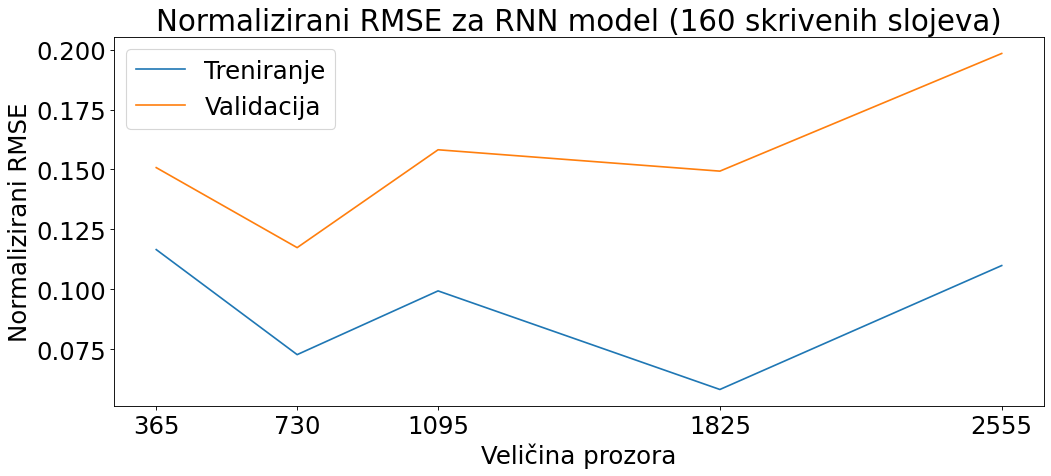 Normalizirani RMSE za RNN model (160 skrivenih slojeva)
Treniranje
Validacija
Normalizirani RMSE
0.200
0.175
0.150
0.125
0.100
0.075
365 730 1095 1825 2555
Veličina prozora